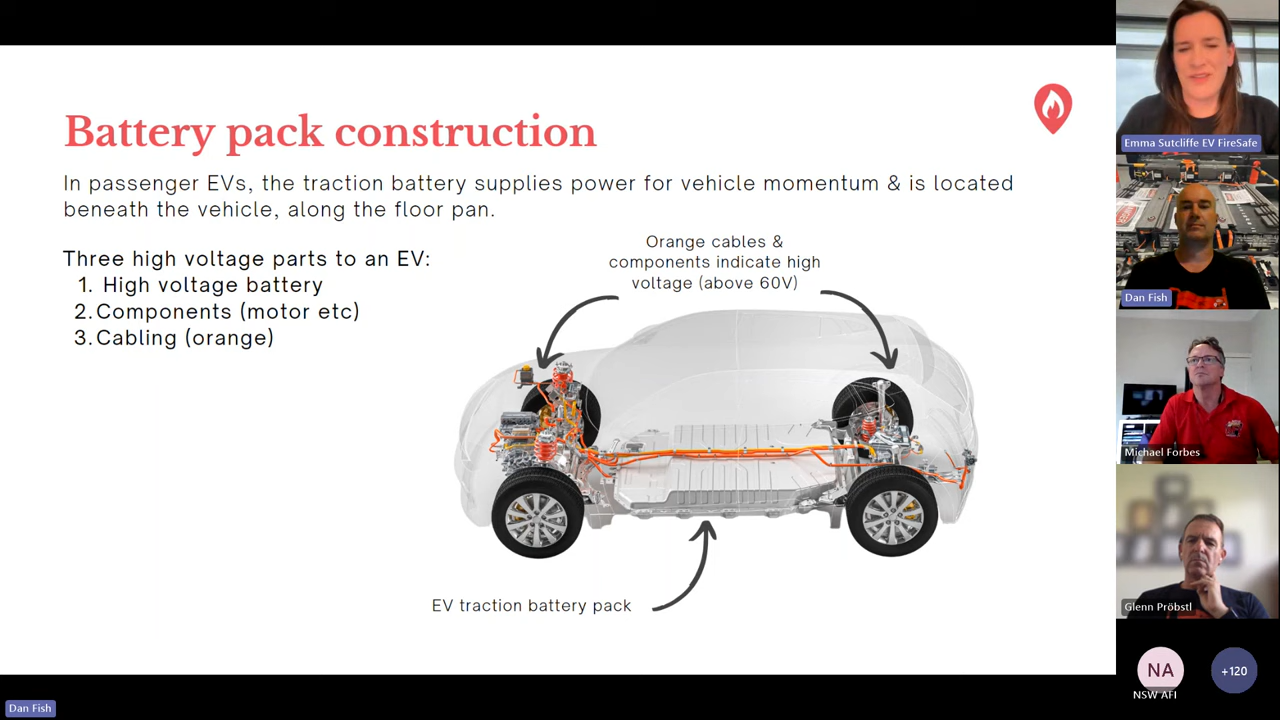 Battery pack construction
In passenger EVs, the traction battery supplies power for vehicle momentum & is located
beneath the vehicle, along the floor pan.
Three high voltage parts to an EV:
1. High voltage battery
2. Components (motor etc)
3. Cabling (orange)
Orange cables &
components indicate high
voltage (above 60V)
EV traction battery pack
Emma Sutcliffe EV FireSafe
Dan Fish
Michael Forbes
Glenn Pröbstl
NA
NSW AFI
+120
Dan Fish